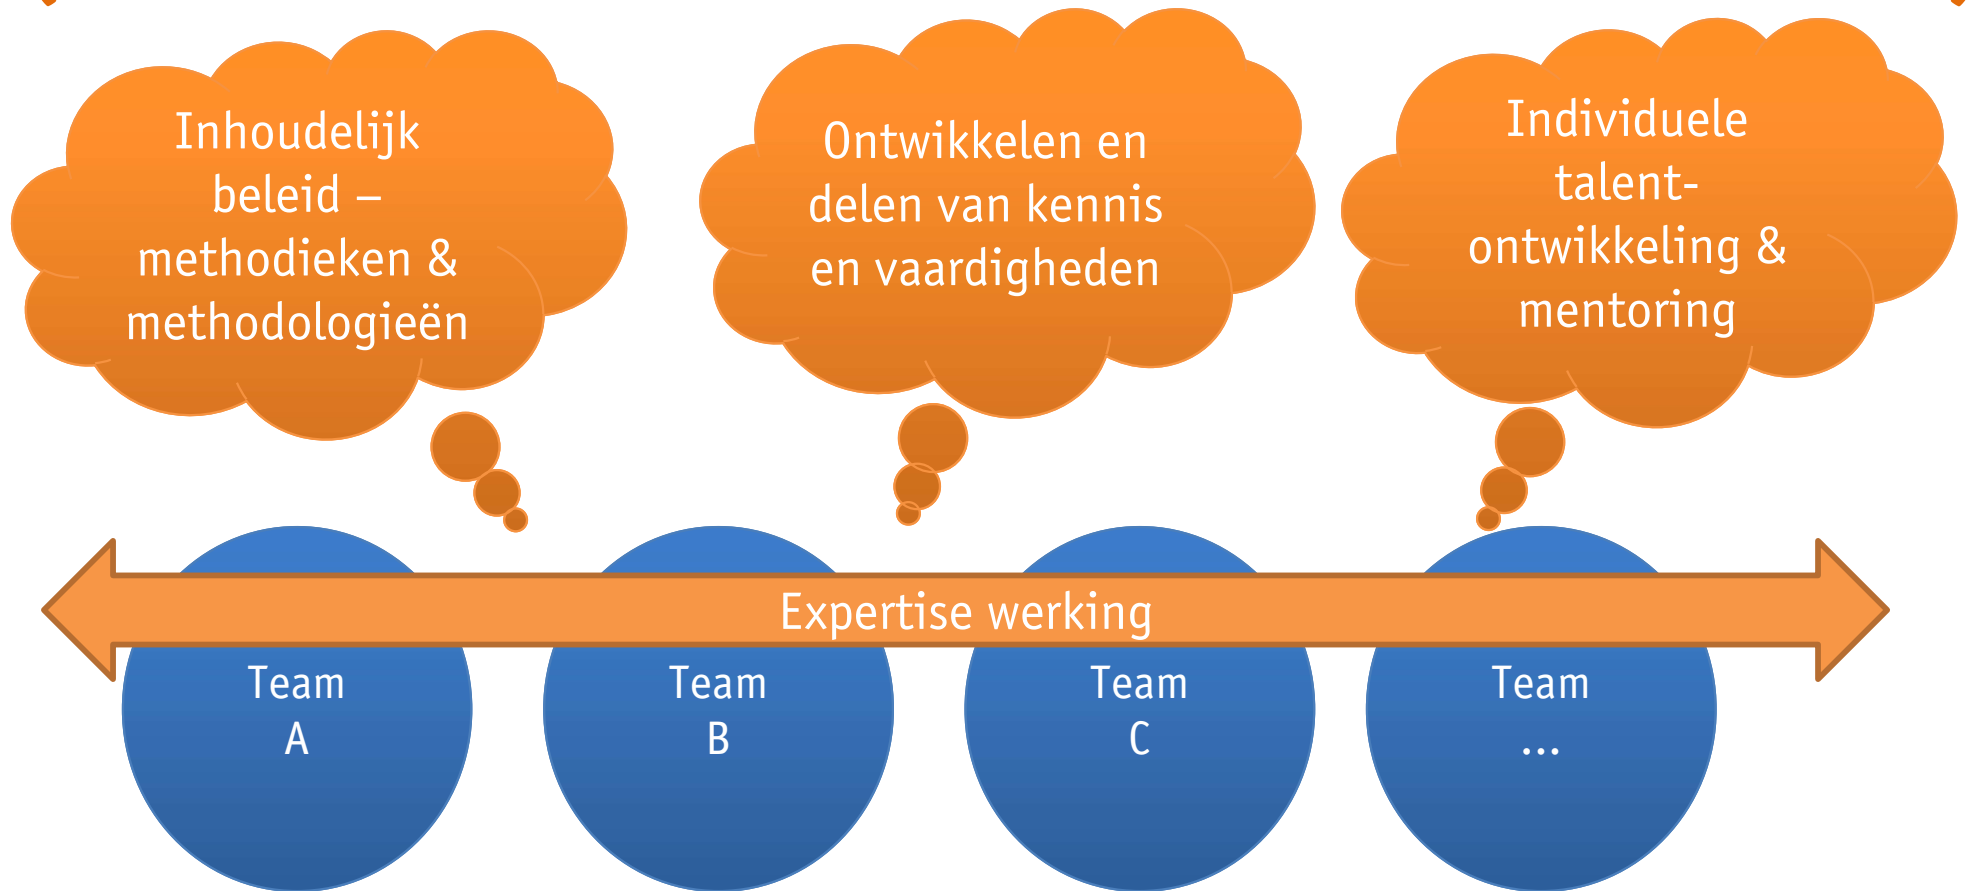 Inhoudelijk
beleid –
methodieken &
methodologieën
Ontwikkelen en
delen van kennis
en vaardigheden
Individuele
talent-
ontwikkeling &
mentoring
Expertise werking
Team
A
Team
B
Team
C
Team
...